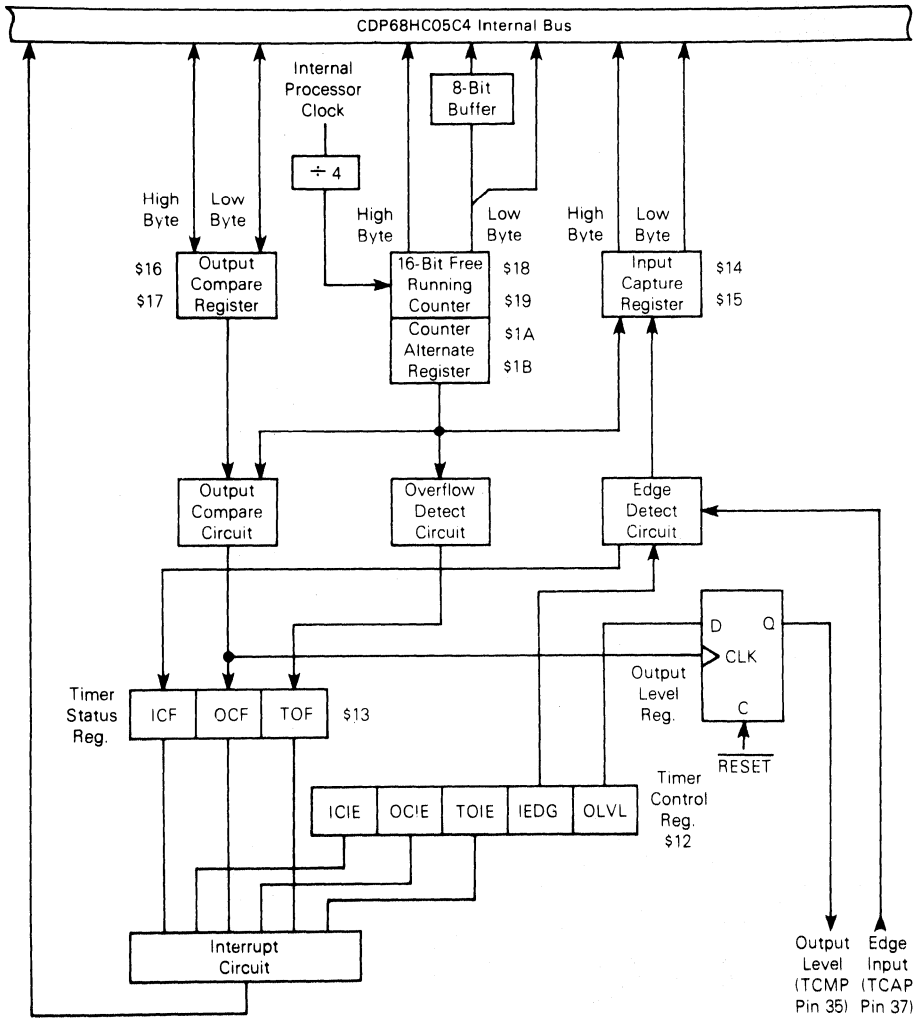 CDP68HC05C4 Internal Bus
Internal
Processor
Clock
8-Bit
Buffer
÷ 4
High
Byte
Low
Byte
High
Byte
Low
Byte
High
Byte
Low
Byte
$16
$17
Output
Compare
Register
16-Bit Free
Running
Counter
$18
$19
Counter
Alternate
Register
$1A
$1B
Input
Capture
Register
$14
$15
Output
Compare
Circuit
Overflow
Detect
Circuit
Edge
Detect
Circuit
D
Q
CLK
C
Output
Level
Reg.
RESET
Timer
Status
Reg.
ICF
OCF
TOF
$13
ICIE
OCIE
TOIE
IEDG
OLVL
Timer
Control
Reg.
$12
Interrupt
Circuit
Output
Level
(TCMP
Pin 35)
Edge
Input
(TCAP
Pin 37)